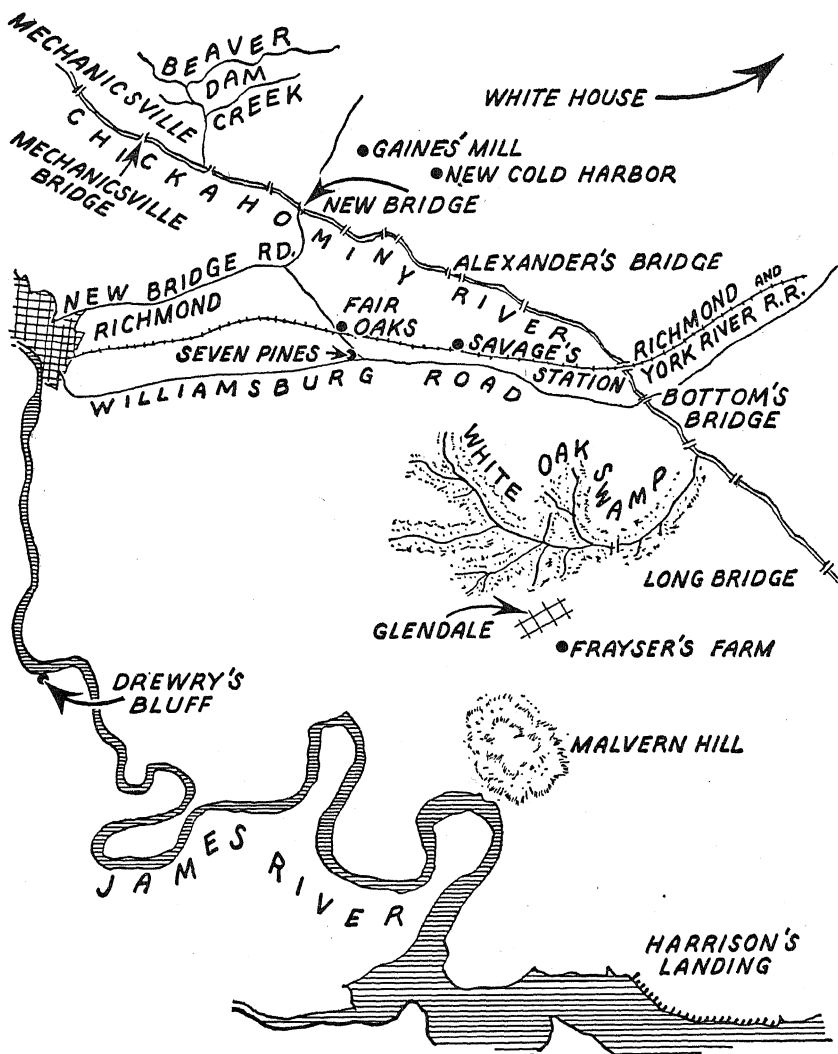 MECHANICSVILLE
BEAVER
DAM
CREEK
WHITE HOUSE
CHICKAHOMINY RIVER
MECHANICSVILLE
BRIDGE
GAINES' MILL
NEW COLD HARBOR
NEW BRIDGE
NEW BRIDGE RD.
ALEXANDER'S BRIDGE
RICHMOND
FAIR
OAKS
RICHMOND AND
YORK RIVER R.R.
SEVEN PINES
SAVAGE'S
STATION
WILLIAMSBURG ROAD
BOTTOM'S
BRIDGE
WHITE OAK SWAMP
LONG BRIDGE
GLENDALE
FRAYSER'S FARM
DREWRY'S
BLUFF
MALVERN HILL
JAMES RIVER
HARRISON'S
LANDING